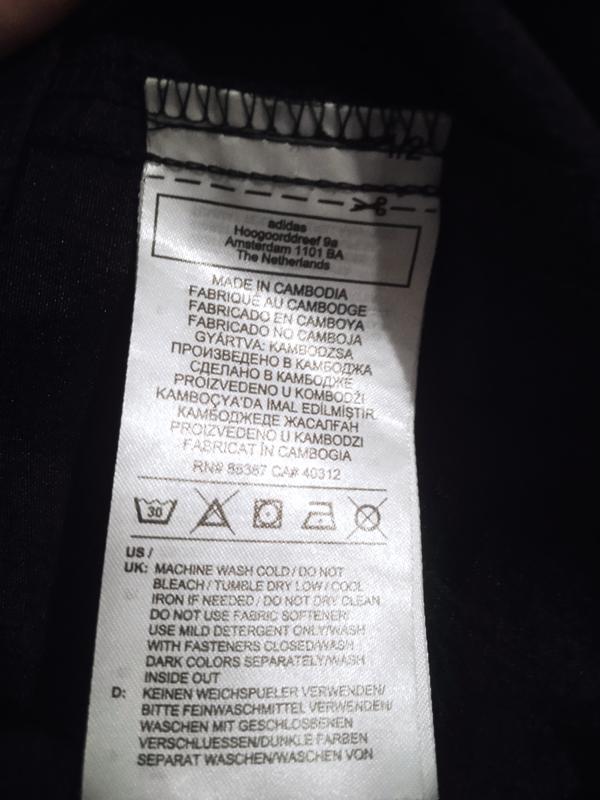 1/2
adidas
Hoogoorddreef 9a
Amsterdam 1101 BA
The Netherlands
MADE IN CAMBODIA
FABRIQUÉ AU CAMBODGE
FABRICADO EN CAMBOYA
FABRICADO NO CAMBOJA
GYÁRTVA: KAMBODZSA
ПРОИЗВЕДЕНО В КАМБОДЖА
СДЕЛАНО В КАМБОДЖЕ
PROIZVEDENO U KOMBODŽI
KAMBOÇYA'DA İMAL EDİLMİŞTİR
КАМБОДЖЕДЕ ЖАСАЛҒАН
PROIZVEDENO U KAMBODZI
FABRICAT ÎN CAMBOGIA
RN# 88387 CA# 40312
30
US /
UK: MACHINE WASH COLD / DO NOT
BLEACH / TUMBLE DRY LOW / COOL
IRON IF NEEDED / DO NOT DRY CLEAN
DO NOT USE FABRIC SOFTENER/
USE MILD DETERGENT ONLY/WASH
WITH FASTENERS CLOSED/WASH
DARK COLORS SEPARATELY/WASH
INSIDE OUT
D: KEINEN WEICHSPUELER VERWENDEN/
BITTE FEINWASCHMITTEL VERWENDEN/
WASCHEN MIT GESCHLOSSENEN
VERSCHLUESSEN/DUNKLE FARBEN
SEPARAT WASCHEN/WASCHEN VON